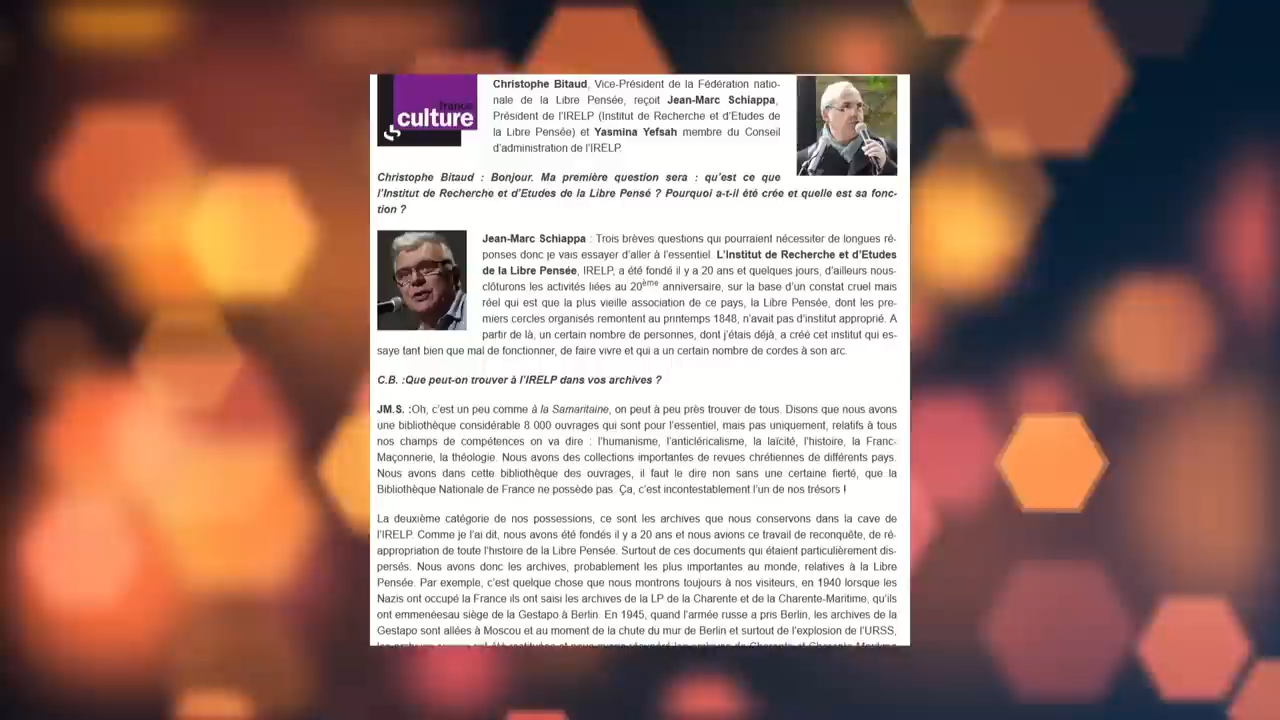 france
culture
Christophe Bitaud, Vice-Président de la Fédération natio-
nale de la Libre Pensée, reçoit Jean-Marc Schiappa,
Président de l'IRELP (Institut de Recherche et d'Etudes de
la Libre Pensée) et Yasmina Yefsah membre du Conseil
d'administration de l'IRELP.
Christophe Bitaud : Bonjour. Ma première question sera : qu'est ce que
l'Institut de Recherche et d'Etudes de la Libre Pensé ? Pourquoi a-t-il été crée et quelle est sa fonc-
tion ?
Jean-Marc Schiappa : Trois brèves questions qui pourraient nécessiter de longues ré-
ponses donc je vais essayer d'aller à l'essentiel. L'Institut de Recherche et d'Etudes
de la Libre Pensée, IRELP, a été fondé il y a 20 ans et quelques jours, d'ailleurs nous-
clôturons les activités liées au 20ème anniversaire, sur la base d'un constat cruel mais
réel qui est que la plus vieille association de ce pays, la Libre Pensée, dont les pre-
miers cercles organisés remontent au printemps 1848, n'avait pas d'institut approprié. A
partir de là, un certain nombre de personnes, dont j'étais déjà, a créé cet institut qui es-
saye tant bien que mal de fonctionner, de faire vivre et qui a un certain nombre de cordes à son arc.
C.B. :Que peut-on trouver à l'IRELP dans vos archives ?
JM.S. :Oh, c'est un peu comme à la Samaritaine, on peut à peu près trouver de tous. Disons que nous avons
une bibliothèque considérable 8 000 ouvrages qui sont pour l'essentiel, mais pas uniquement, relatifs à tous
nos champs de compétences on va dire : l'humanisme, l'anticléricalisme, la laïcité, l'histoire, la Franc-
Maçonnerie, la théologie. Nous avons des collections importantes de revues chrétiennes de différents pays.
Nous avons dans cette bibliothèque des ouvrages, il faut le dire non sans une certaine fierté, que la
Bibliothèque Nationale de France ne possède pas. Ça, c'est incontestablement l'un de nos trésors !
La deuxième catégorie de nos possessions, ce sont les archives que nous conservons dans la cave de
l'IRELP. Comme je l'ai dit, nous avons été fondés il y a 20 ans et nous avions ce travail de reconquête, de ré-
appropriation de toute l'histoire de la Libre Pensée. Surtout de ces documents qui étaient particulièrement dis-
persés. Nous avons donc les archives, probablement les plus importantes au monde, relatives à la Libre
Pensée. Par exemple, c'est quelque chose que nous montrons toujours à nos visiteurs, en 1940 lorsque les
Nazis ont occupé la France ils ont saisi les archives de la LP de la Charente et de la Charente-Maritime, qu'ils
ont emmenéesau siège de la Gestapo à Berlin. En 1945, quand l'armée russe a pris Berlin, les archives de la
Gestapo sont allées à Moscou et au moment de la chute du mur de Berlin et surtout de l'explosion de l'URSS,